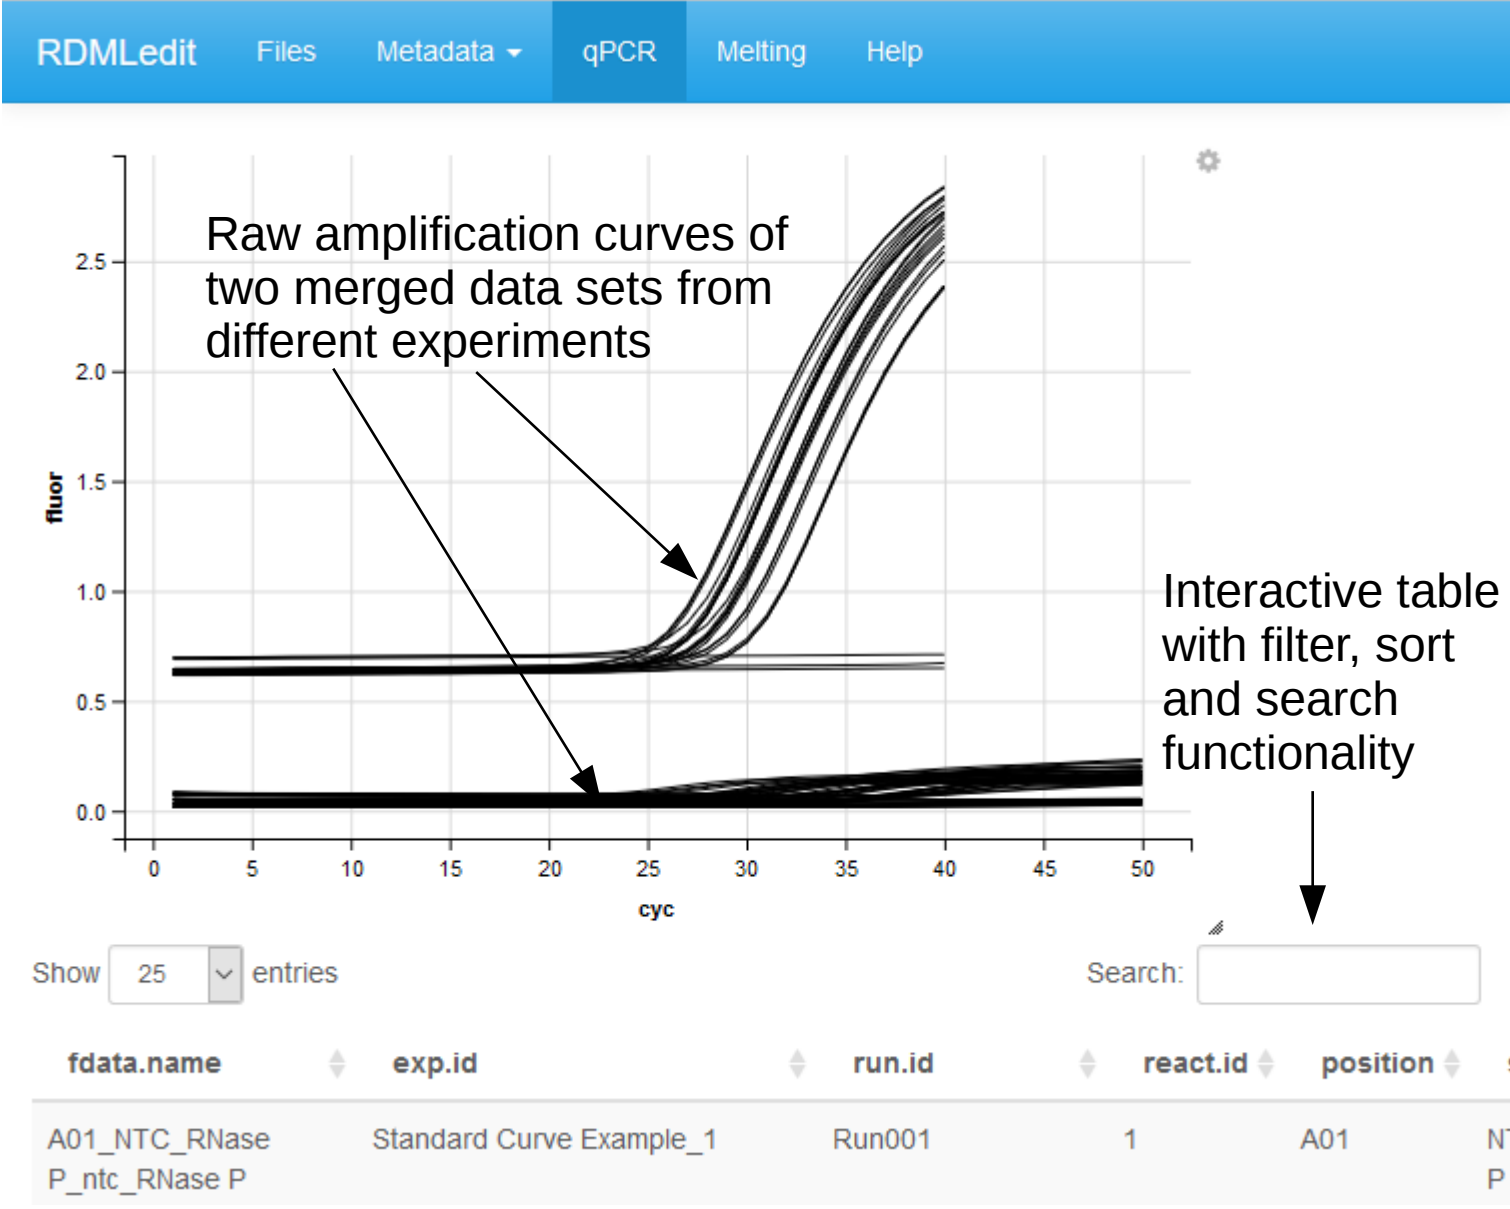 RDMLedit Files Metadata qPCR Melting Help
Raw amplification curves of
two merged data sets from
different experiments
2.5
2.0
1.5
1.0
0.5
0.0
fluor
0 5 10 15 20 25 30 35 40 45 50
cyc
Interactive table
with filter, sort
and search
functionality
Show 25 entries Search:
fdata.name exp.id run.id react.id position
A01_NTC_RNase Standard Curve Example_1 Run001 1 A01 NT
P_ntc_RNase P P